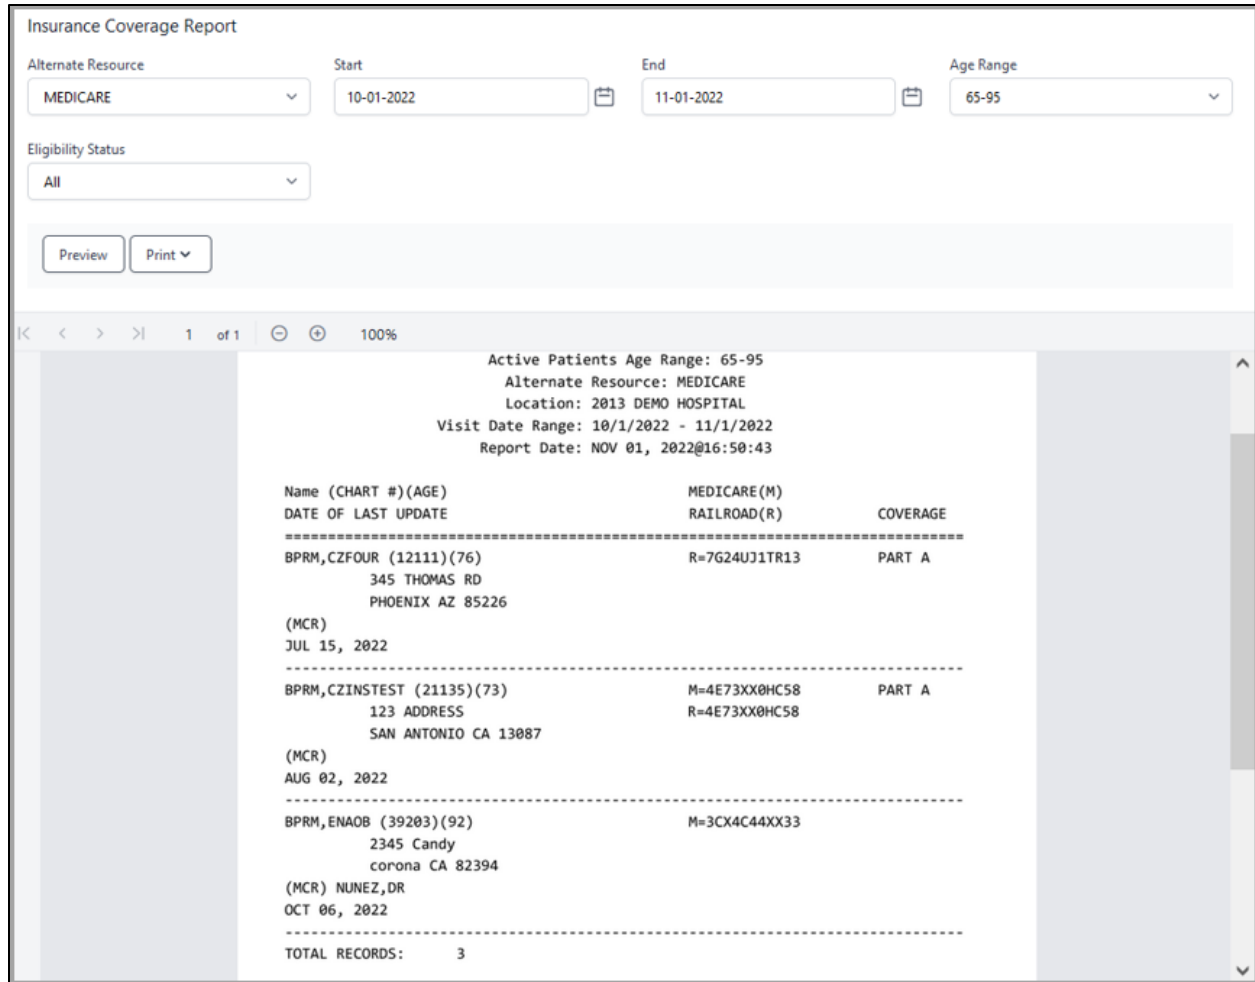 Insurance Coverage Report
Alternate Resource Start End Age Range
MEDICARE 10-01-2022 11-01-2022 65-95
Eligibility Status
All
Preview Print
1 of 1 100%
Active Patients Age Range: 65-95
Alternate Resource: MEDICARE
Location: 2013 DEMO HOSPITAL
Visit Date Range: 10/1/2022 - 11/1/2022
Report Date: NOV 01, 2022@16:50:43
Name (CHART #)(AGE) MEDICARE(M)
DATE OF LAST UPDATE RAILROAD(R) COVERAGE
===============================================================================
BPRM,CZFOUR (12111)(76) R=7G24UJ1TR13 PART A
345 THOMAS RD
PHOENIX AZ 85226
(MCR)
JUL 15, 2022
-------------------------------------------------------------------------------
BPRM,CZINSTEST (21135)(73) M=4E73XX0HC58 PART A
123 ADDRESS R=4E73XX0HC58
SAN ANTONIO CA 13087
(MCR)
AUG 02, 2022
-------------------------------------------------------------------------------
BPRM,ENAOB (39203)(92) M=3CX4C44XX33
2345 Candy
corona CA 82394
(MCR) NUNEZ,DR
OCT 06, 2022
-------------------------------------------------------------------------------
TOTAL RECORDS: 3